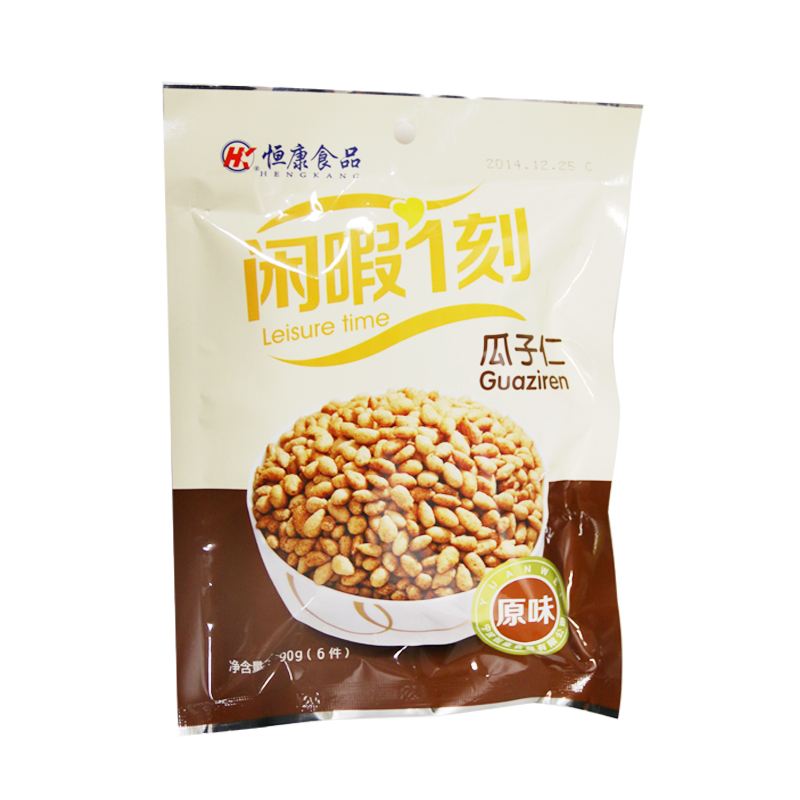 恒康食品
HENGKANG
2014.12.25 C
闲暇1刻
Leisure time
瓜子仁
Guaziren
YUANWEI
原味
净含量：90g（6件）